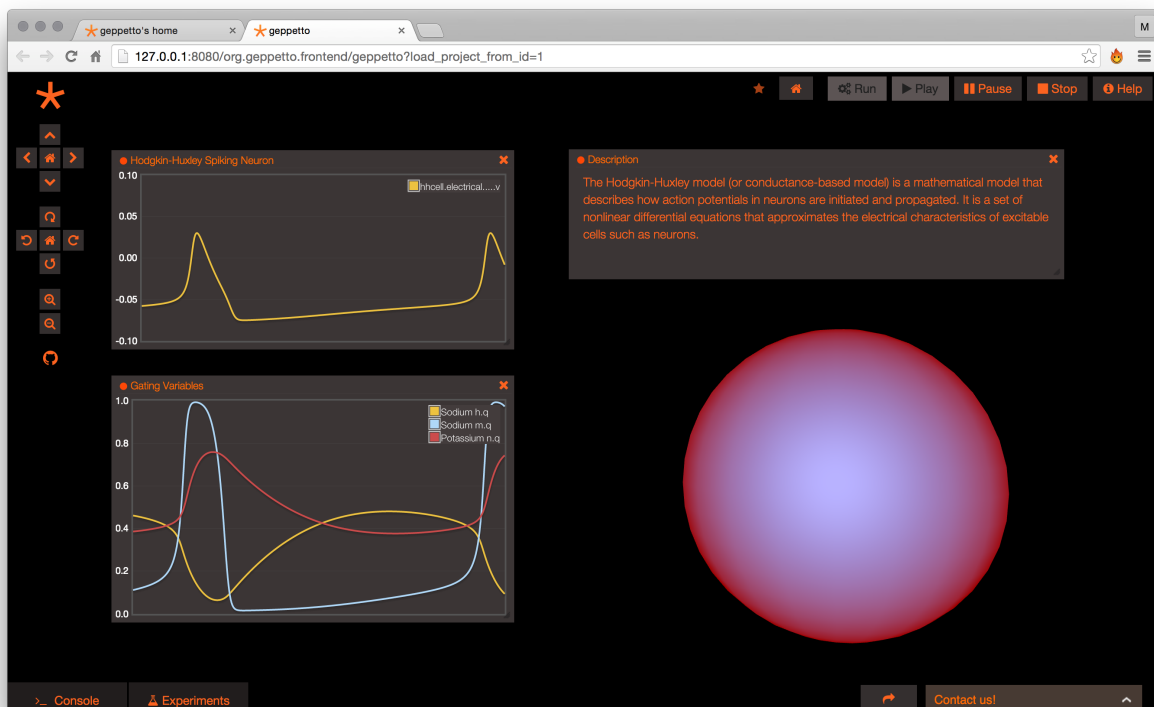 geppetto's home
geppetto
M
127.0.0.1:8080/org.geppetto.frontend/geppetto?load_project_from_id=1
Run
Play
Pause
Stop
Help
Hodgkin-Huxley Spiking Neuron
hhcell.electrical.....v
0.10
0.05
0.00
-0.05
-0.10
Description
The Hodgkin-Huxley model (or conductance-based model) is a mathematical model that
describes how action potentials in neurons are initiated and propagated. It is a set of
nonlinear differential equations that approximates the electrical characteristics of excitable
cells such as neurons.
Gating Variables
Sodium h.q
Sodium m.q
Potassium n.q
1.0
0.8
0.6
0.4
0.2
0.0
>_ Console
Experiments
Contact us!